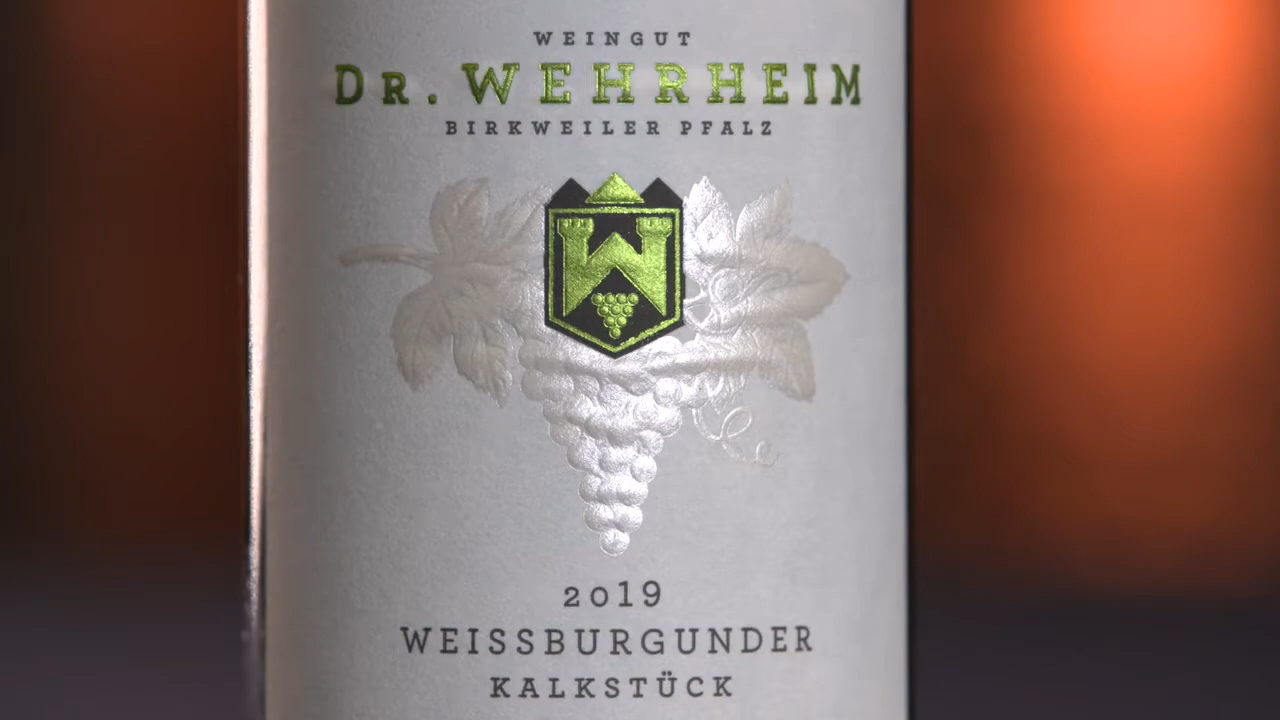 WEINGUT
DR. WEHRHEIM
BIRKWEILER PFALZ
W
2019
WEISSBURGUNDER
KALKSTÜCK